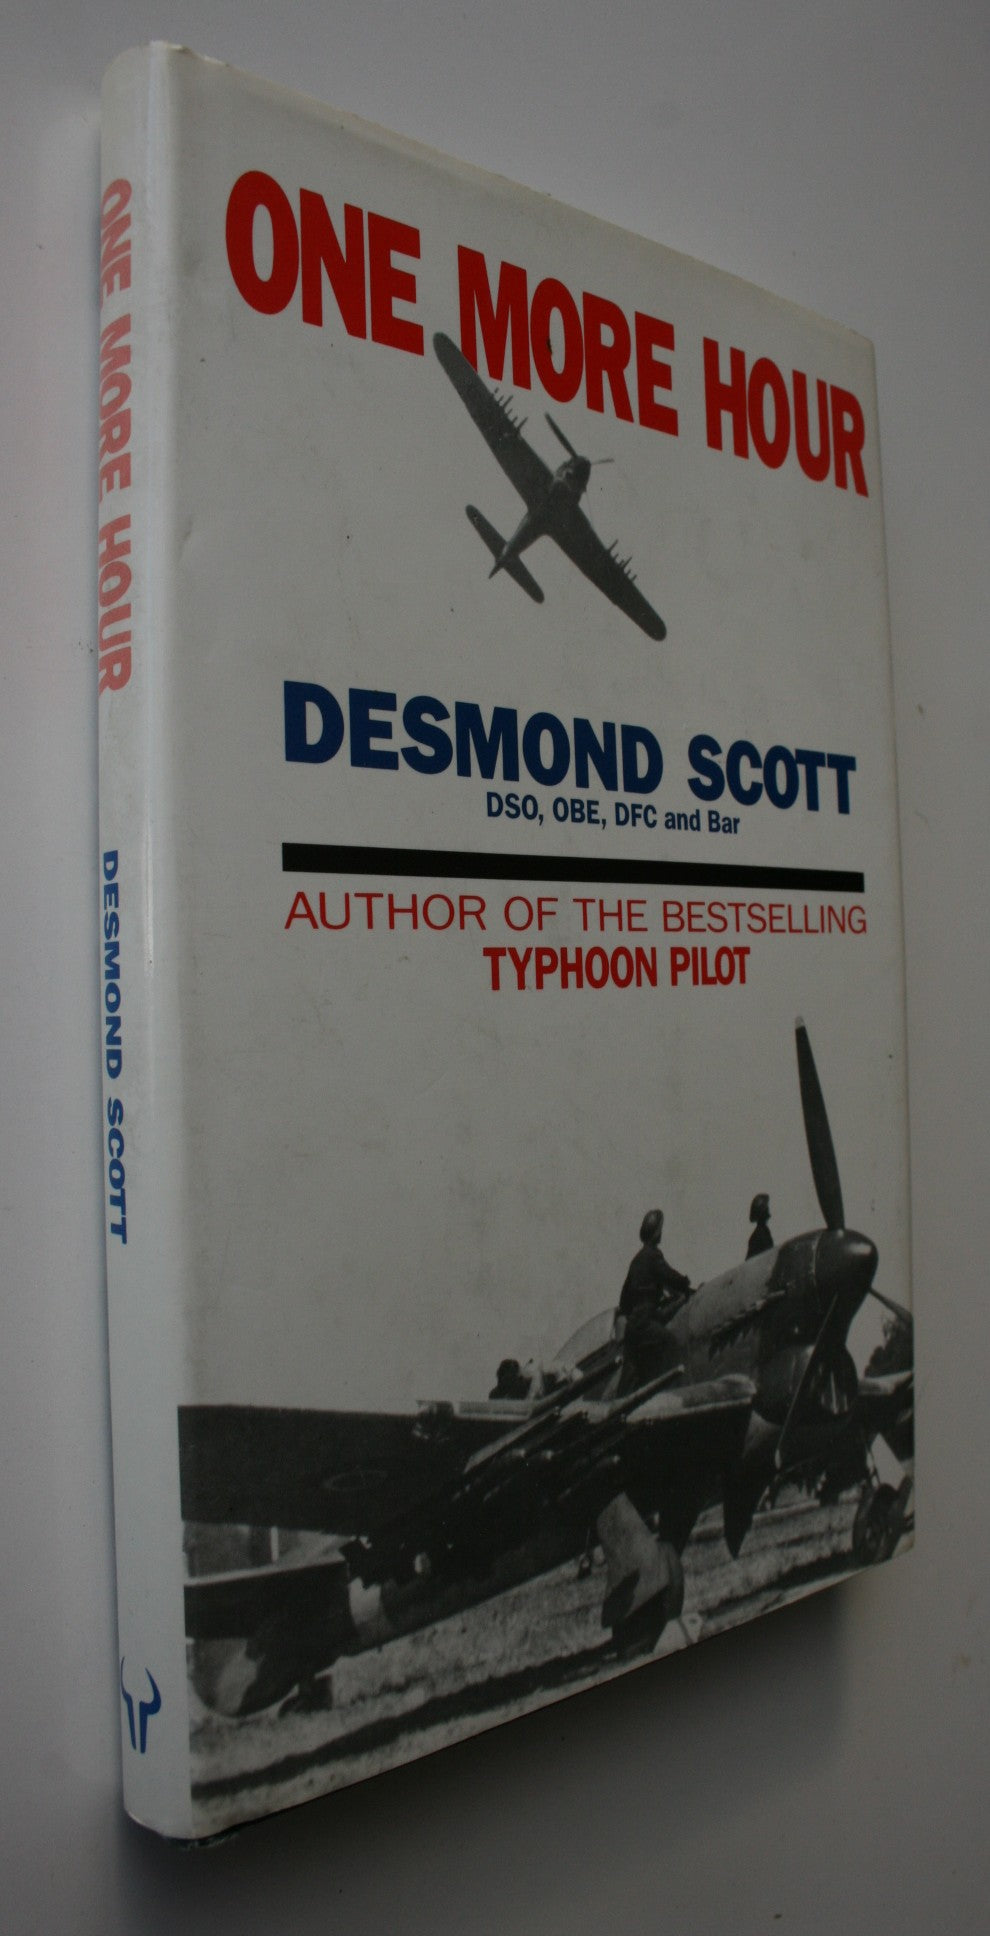 ONE MORE HOUR
DESMOND SCOTT
ONE MORE HOUR
DESMOND SCOTT
DSO, OBE, DFC and Bar
AUTHOR OF THE BESTSELLING
TYPHOON PILOT